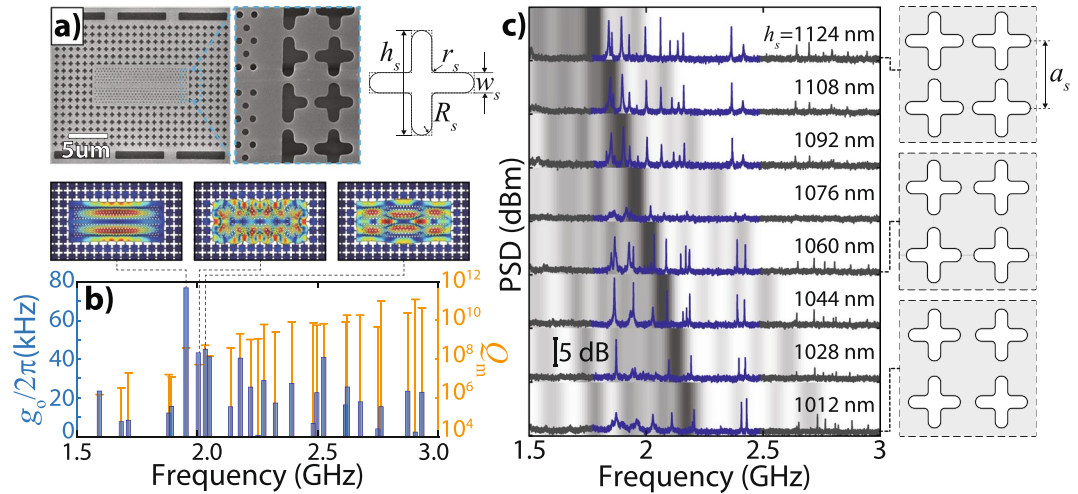 a)
5um
h_s
r_s
w_s
R_s
b)
g_o/2π(kHz)
80
60
40
20
0
10^12
10^10
10^8
10^6
10^4
Q_m
1.5
2.0
2.5
3.0
Frequency (GHz)
c)
PSD (dBm)
h_s=1124 nm
1108 nm
1092 nm
1076 nm
1060 nm
1044 nm
1028 nm
1012 nm
5 dB
1.5
2
2.5
3
Frequency (GHz)
a_s